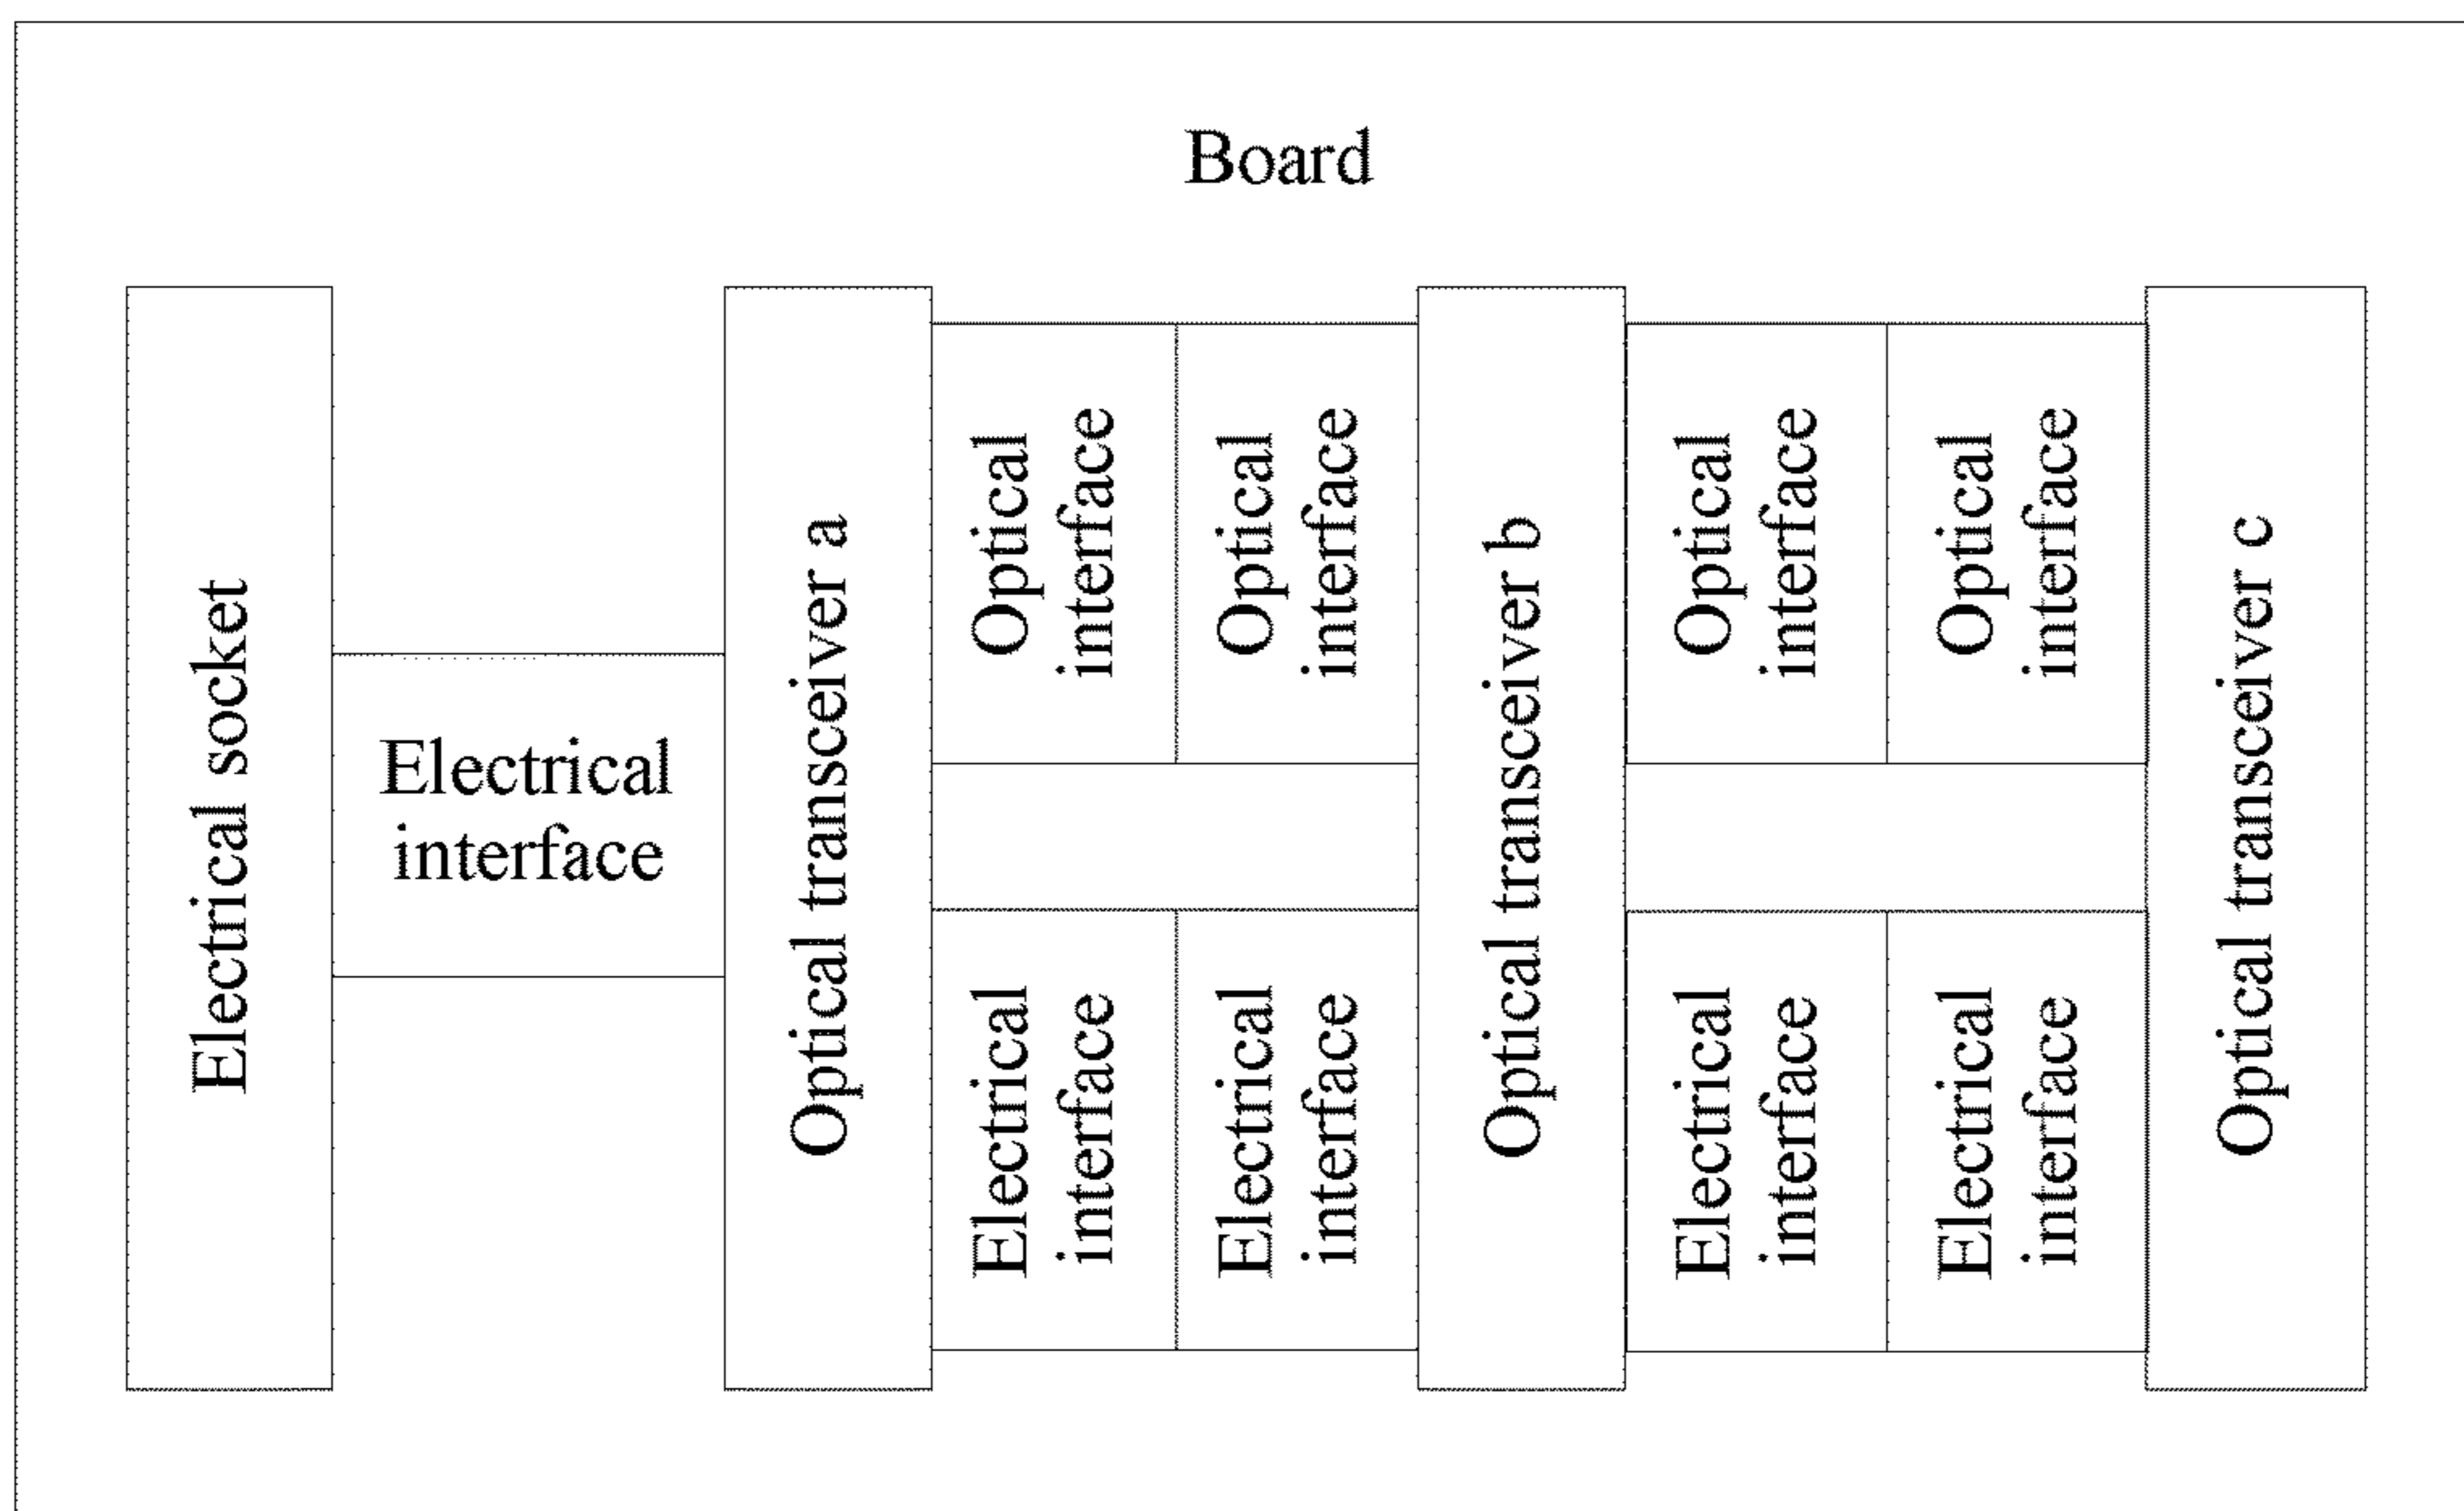 Board
Electrical socket
Electrical
interface
Optical transceiver a
Optical
interface
Optical
interface
Electrical
interface
Electrical
interface
Optical transceiver b
Optical
interface
Optical
interface
Electrical
interface
Electrical
interface
Optical transceiver c